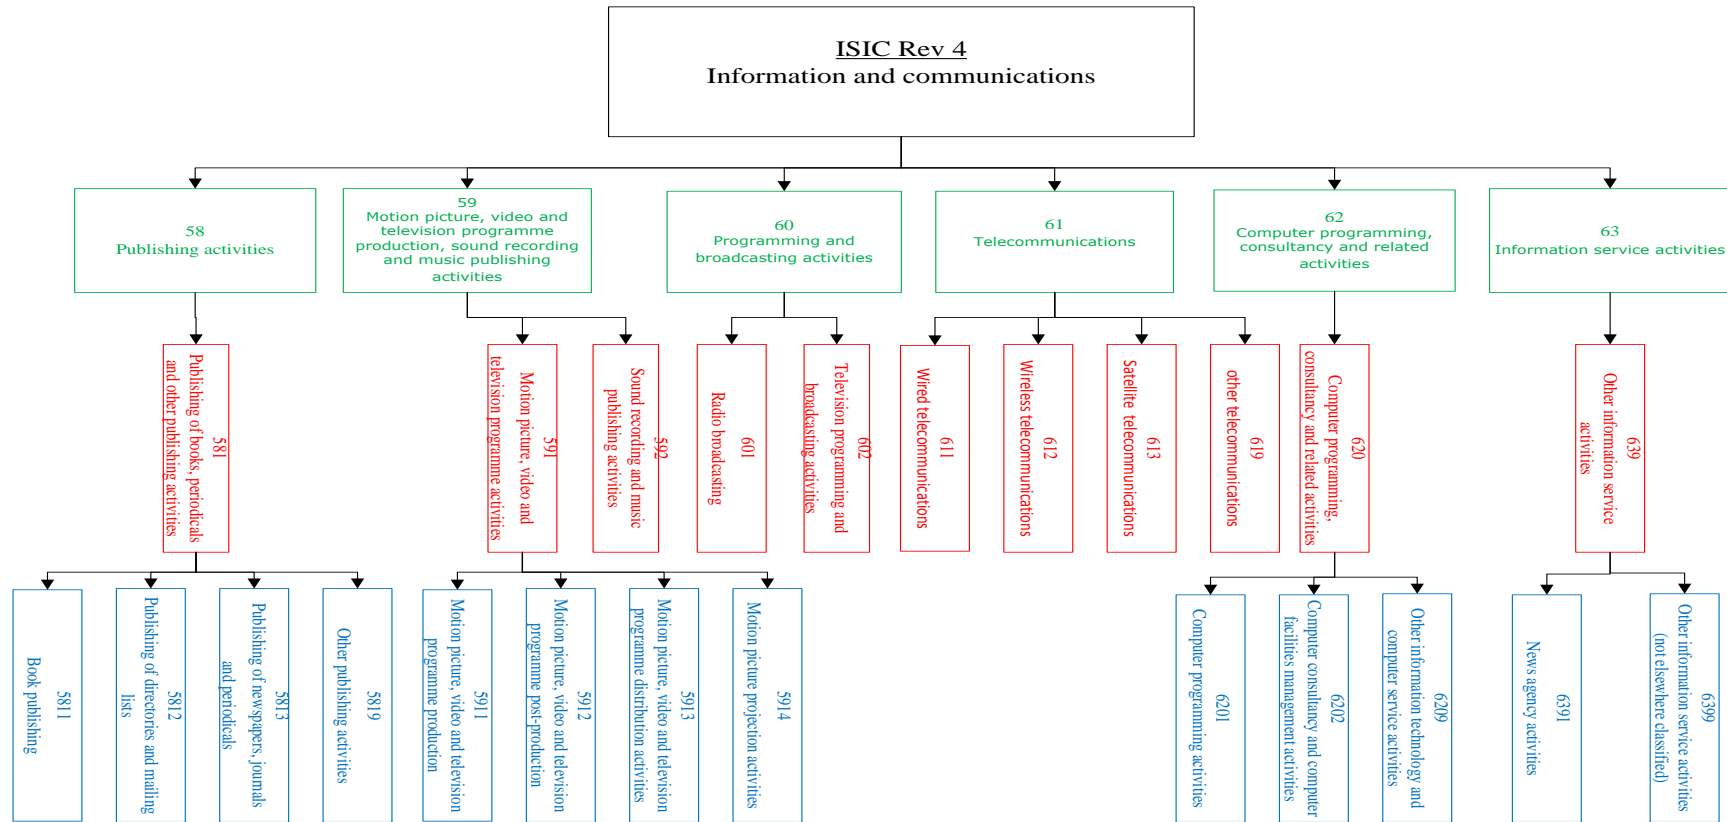 ISIC Rev 4
Information and communications
58
Publishing activities
59
Motion picture, video and
television programme
production, sound recording
and music publishing
activities
60
Programming and
broadcasting activities
61
Telecommunications
62
Computer programming,
consultancy and related
activities
63
Information service activities
581
Publishing of books, periodicals
and other publishing activities
591
Motion picture, video and
television programme activities
592
Sound recording and music
publishing activities
601
Radio broadcasting
602
Television programming and
broadcasting activities
611
Wired telecommunications
612
Wireless telecommunications
613
Satellite telecommunications
619
other telecommunications
620
Computer programming,
consultancy and related activities
639
Other information service
activities
5811
Book publishing
5812
Publishing of directories and mailing
lists
5813
Publishing of newspapers, journals
and periodicals
5819
Other publishing activities
5911
Motion picture, video and television
programme production
5912
Motion picture, video and television
programme post-production
5913
Motion picture, video and television
programme distribution activities
5914
Motion picture projection activities
6201
Computer programming activities
6202
Computer consultancy and computer
facilities management activities
6209
Other information technology and
computer service activities
6391
News agency activities
6399
Other information service activities
(not elsewhere classified)